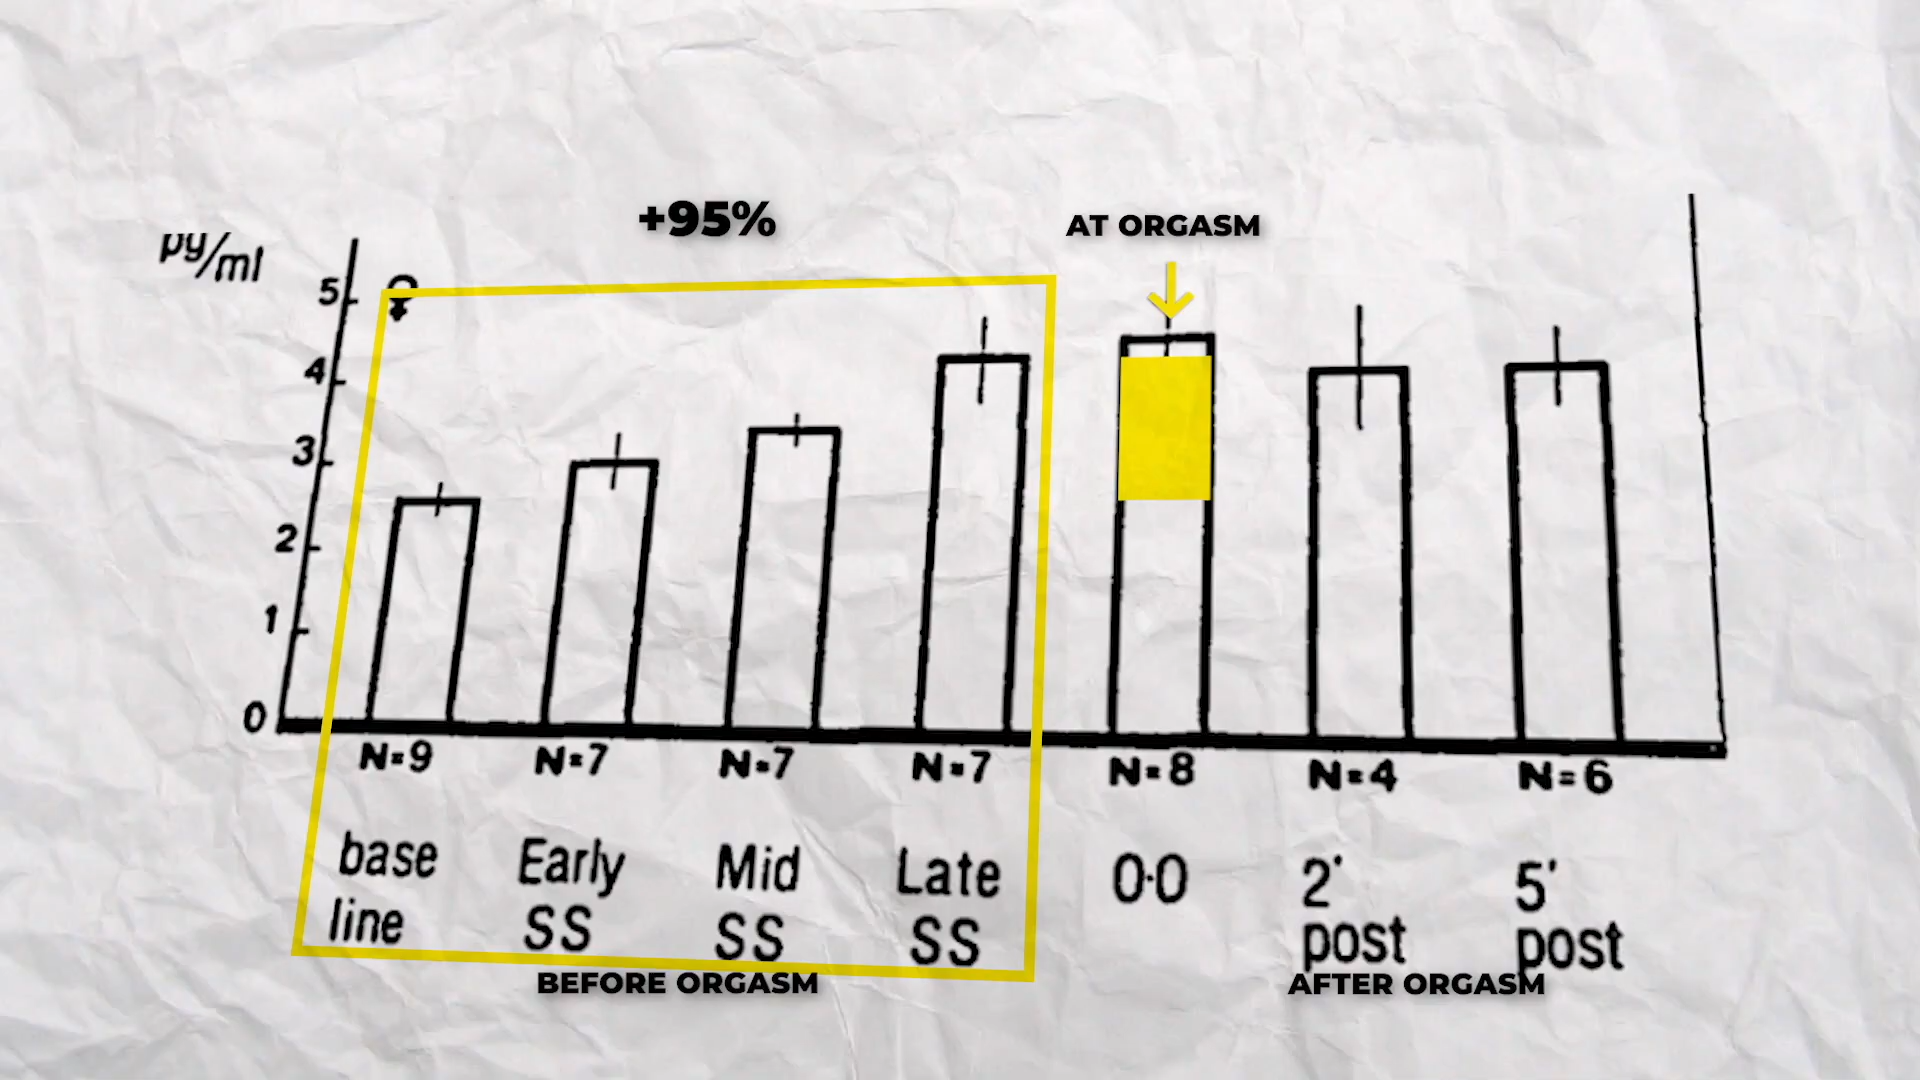 +95%
AT ORGASM
pg/ml
5
♀
4
3
2
1
0
N=9 N=7 N=7 N=7 N=8 N=4 N=6
base line
Early SS
Mid SS
Late SS
0·0
2' post
5' post
BEFORE ORGASM
AFTER ORGASM